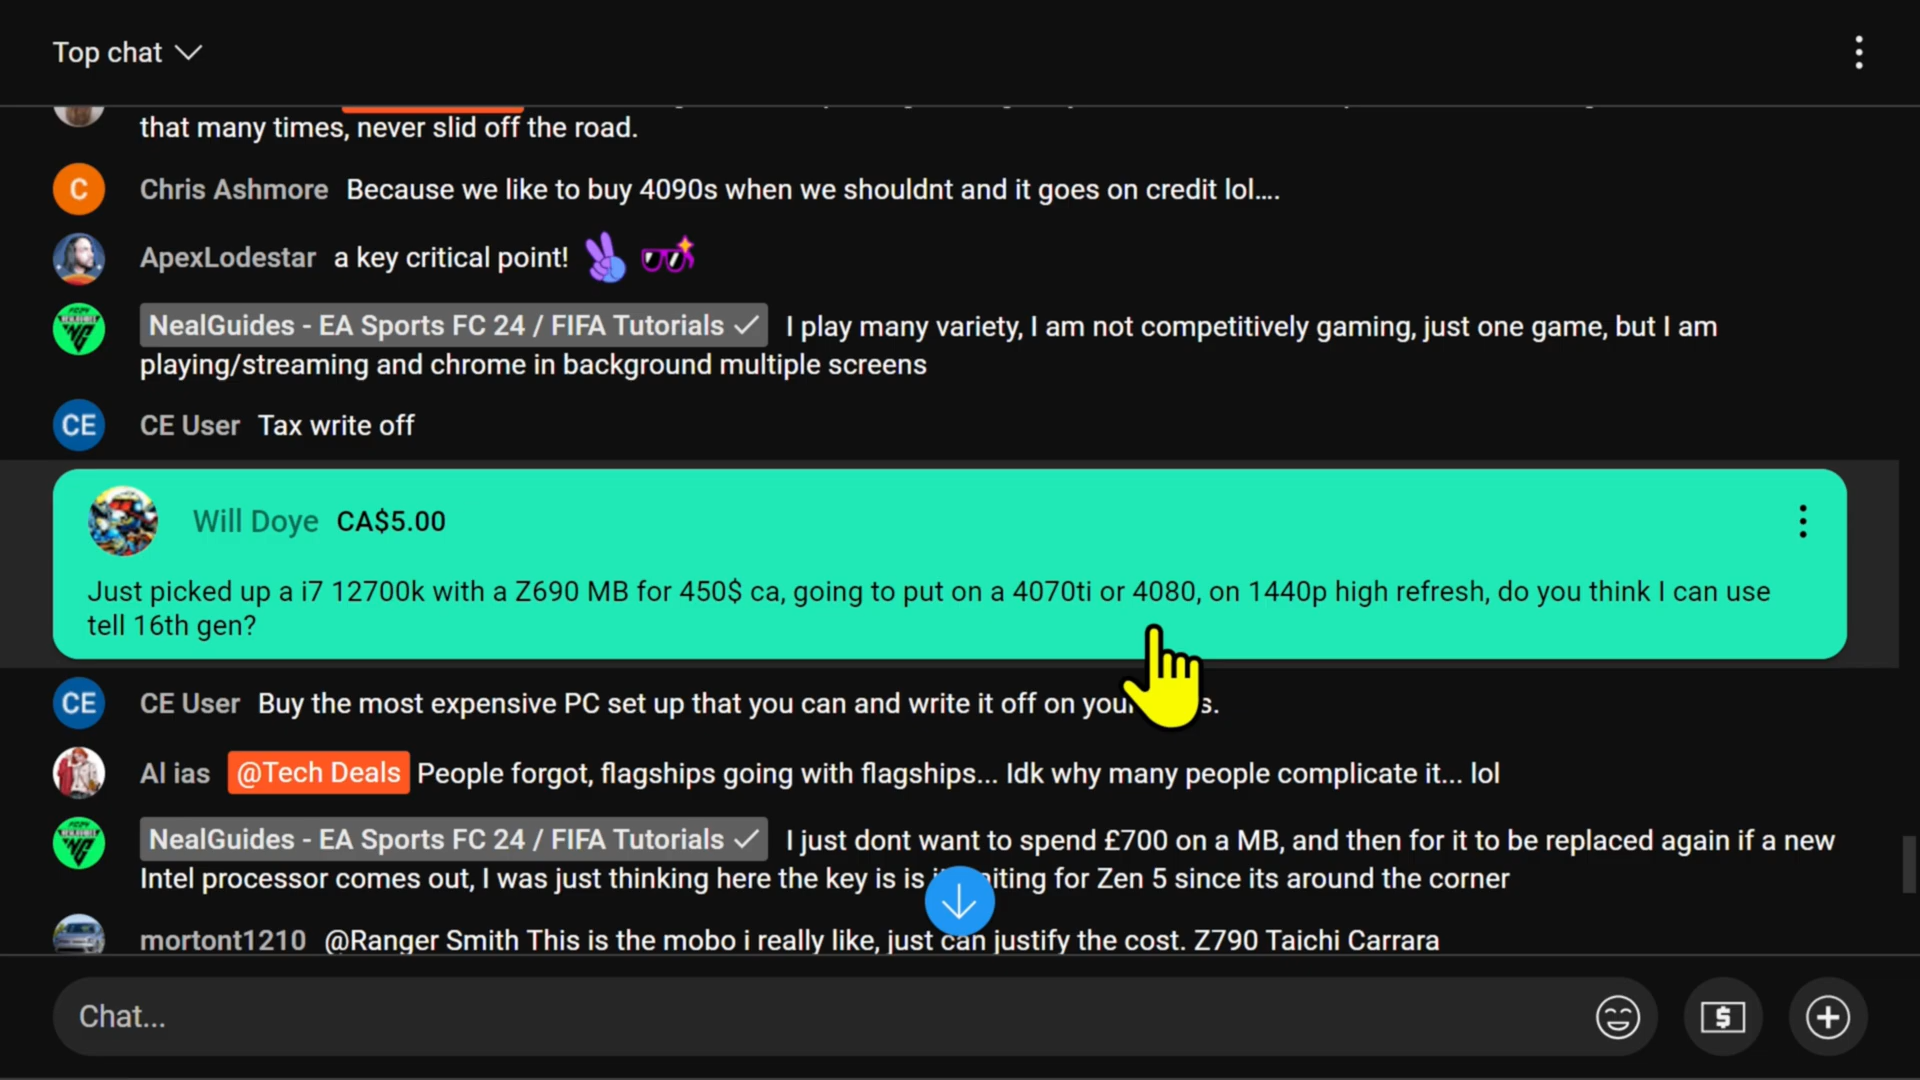 Top chat
that many times, never slid off the road.
C Chris Ashmore Because we like to buy 4090s when we shouldnt and it goes on credit lol....
ApexLodestar a key critical point!
NealGuides - EA Sports FC 24 / FIFA Tutorials I play many variety, I am not competitively gaming, just one game, but I am
playing/streaming and chrome in background multiple screens
CE CE User Tax write off
Will Doye CA$5.00
Just picked up a i7 12700k with a Z690 MB for 450$ ca, going to put on a 4070ti or 4080, on 1440p high refresh, do you think I can use
tell 16th gen?
CE CE User Buy the most expensive PC set up that you can and write it off on your
Al ias @Tech Deals People forgot, flagships going with flagships... Idk why many people complicate it... lol
NealGuides - EA Sports FC 24 / FIFA Tutorials I just dont want to spend £700 on a MB, and then for it to be replaced again if a new
Intel processor comes out, I was just thinking here the key is is for Zen 5 since its around the corner
mortont1210 @Ranger Smith This is the mobo i really like, just can justify the cost. Z790 Taichi Carrara
Chat...